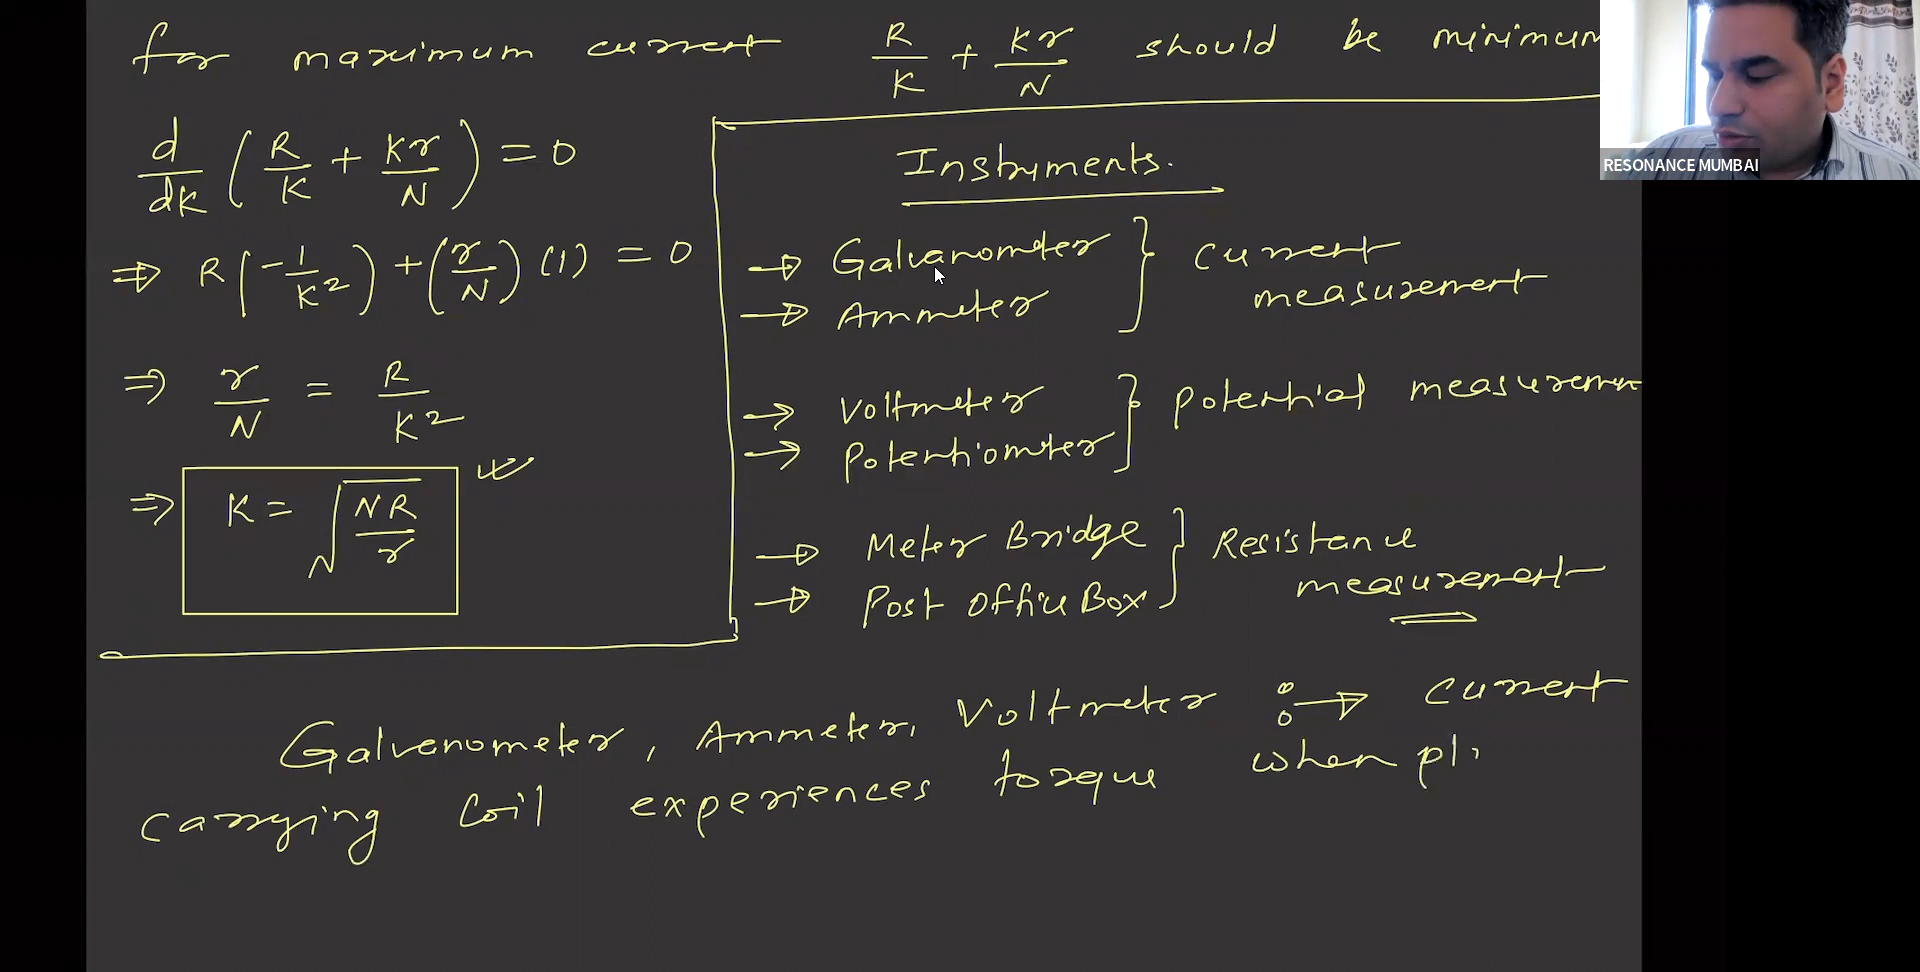 for maximum current R/K + Kr/N should be minimum
d/dK (R/K + Kr/N) = 0
⇒ R(-1/K²) + (r/N)(1) = 0
⇒ r/N = R/K²
⇒ K = √(NR/r)
Instruments.
→ Galvanometer
→ Ammeter
} Current
measurement
→ Voltmeter
→ Potentiometer
} Potential measuremen
→ Meter Bridge
→ Post Office Box
} Resistance
measurement
Galvenometer, Ammeter, Voltmeter :→ Current
carrying Coil experiences torque when pl
RESONANCE MUMBAI